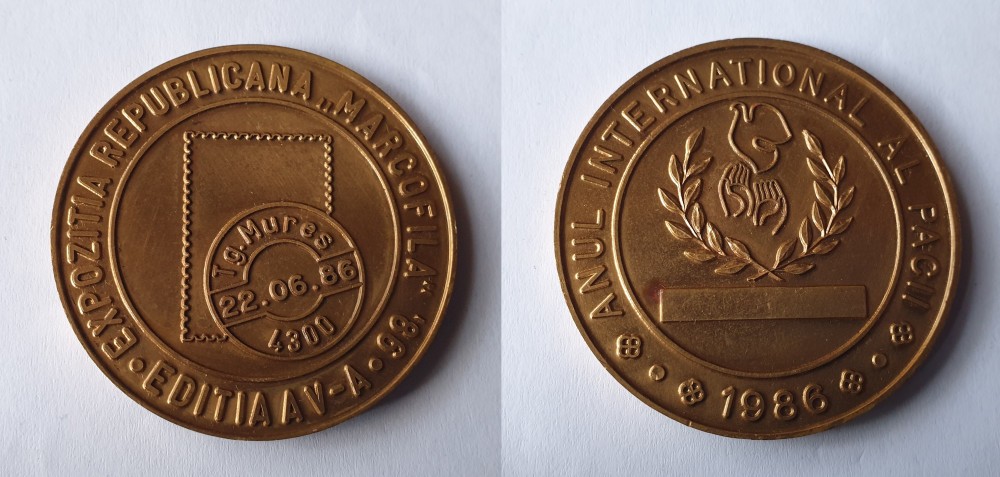 EXPOZITIA REPUBLICANA „MARCOFILA" '86
• EDITIA A V-A •
Tg. Mures
22.06.86
4300
ANUL INTERNATIONAL AL PACII
1986